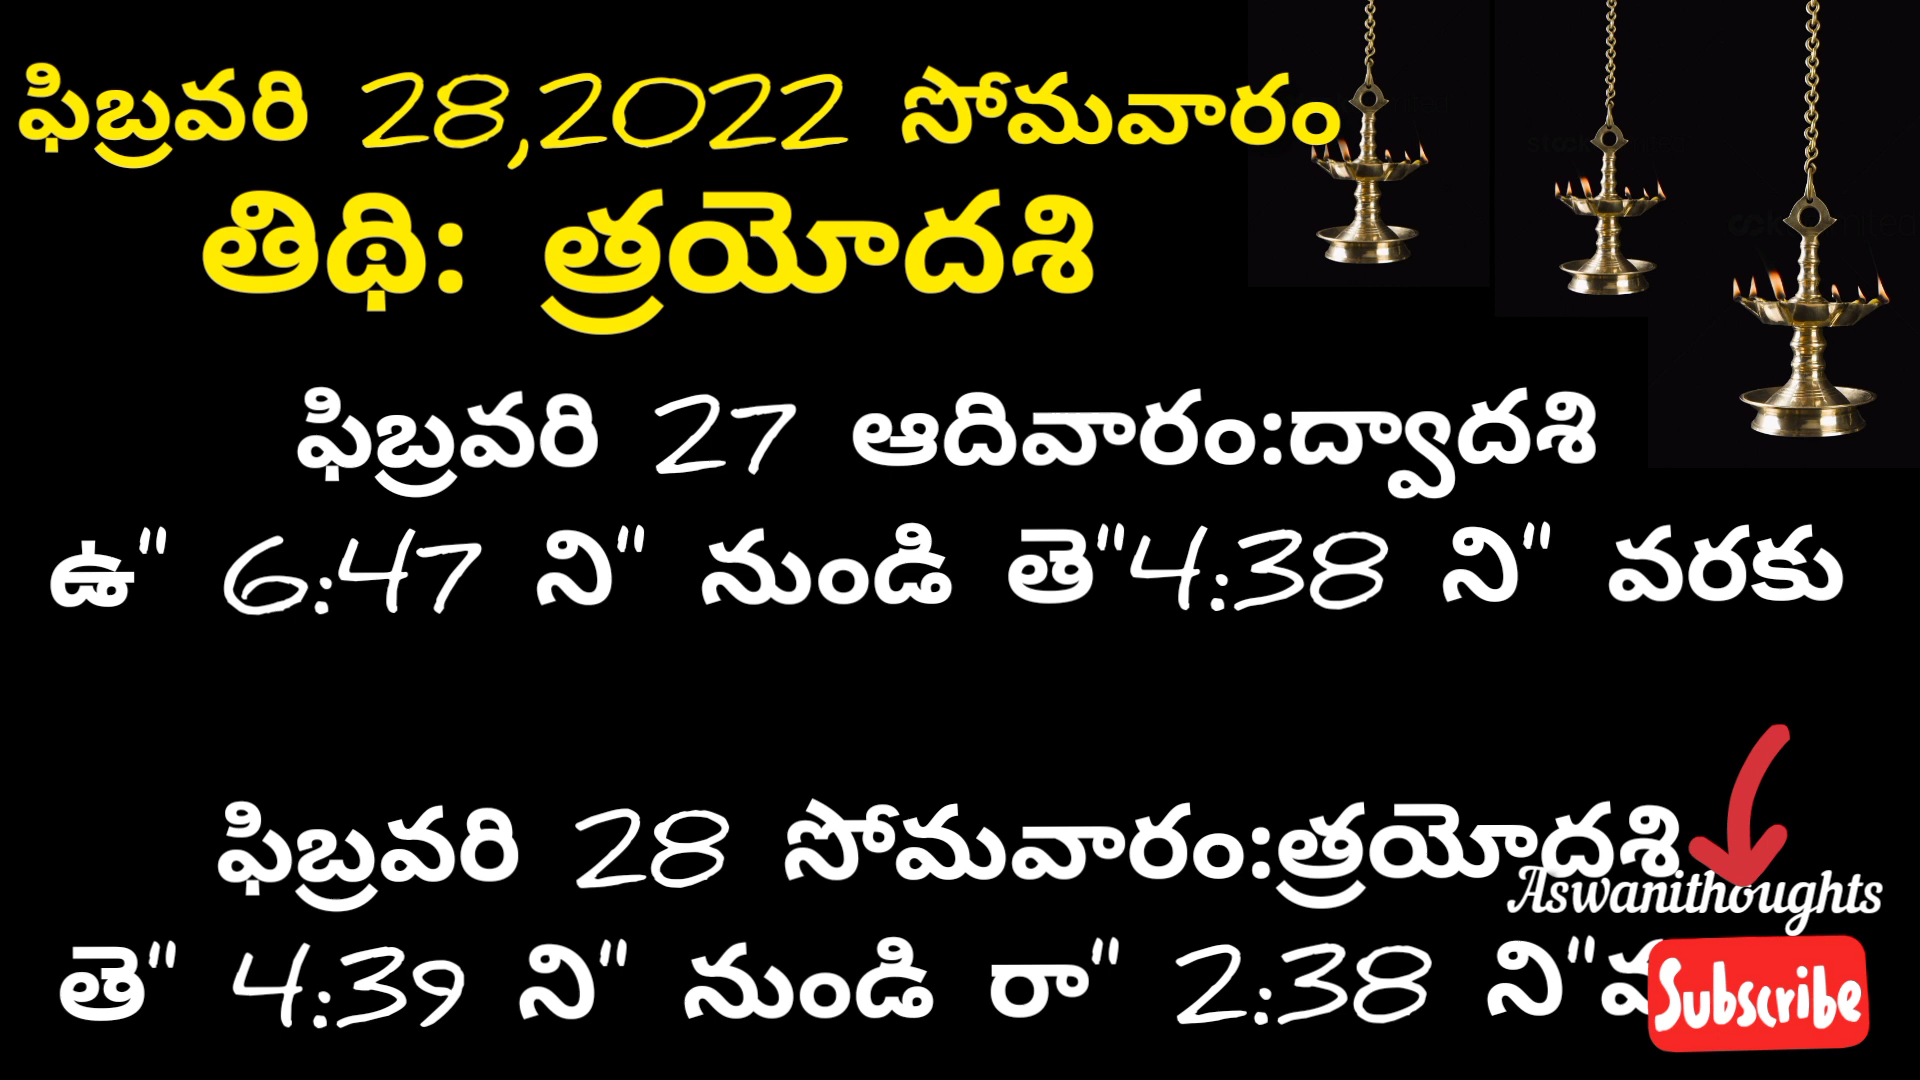 ఫిబ్రవరి 28,2022 సోమవారం
తిథి: త్రయోదశి
ఫిబ్రవరి 27 ఆదివారం:ద్వాదశి
ఉ" 6:47 ని" నుండి తె"4:38 ని" వరకు
ఫిబ్రవరి 28 సోమవారం:త్రయోదశి
Aswanithoughts
తె" 4:39 ని" నుండి రా" 2:38 ని"
Subscribe